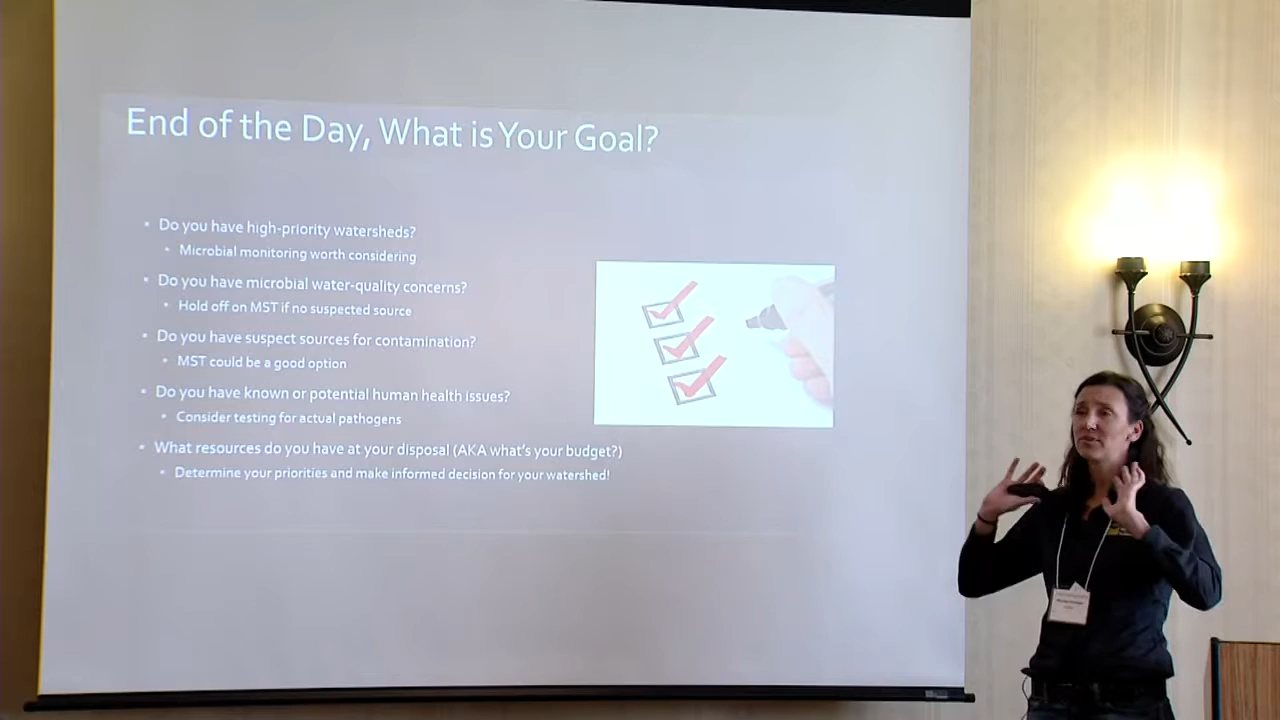 End of the Day, What is Your Goal?
• Do you have high-priority watersheds?
• Microbial monitoring worth considering
• Do you have microbial water-quality concerns?
• Hold off on MST if no suspected source
• Do you have suspect sources for contamination?
• MST could be a good option
• Do you have known or potential human health issues?
• Consider testing for actual pathogens
• What resources do you have at your disposal (AKA what's your budget?)
• Determine your priorities and make informed decision for your watershed!